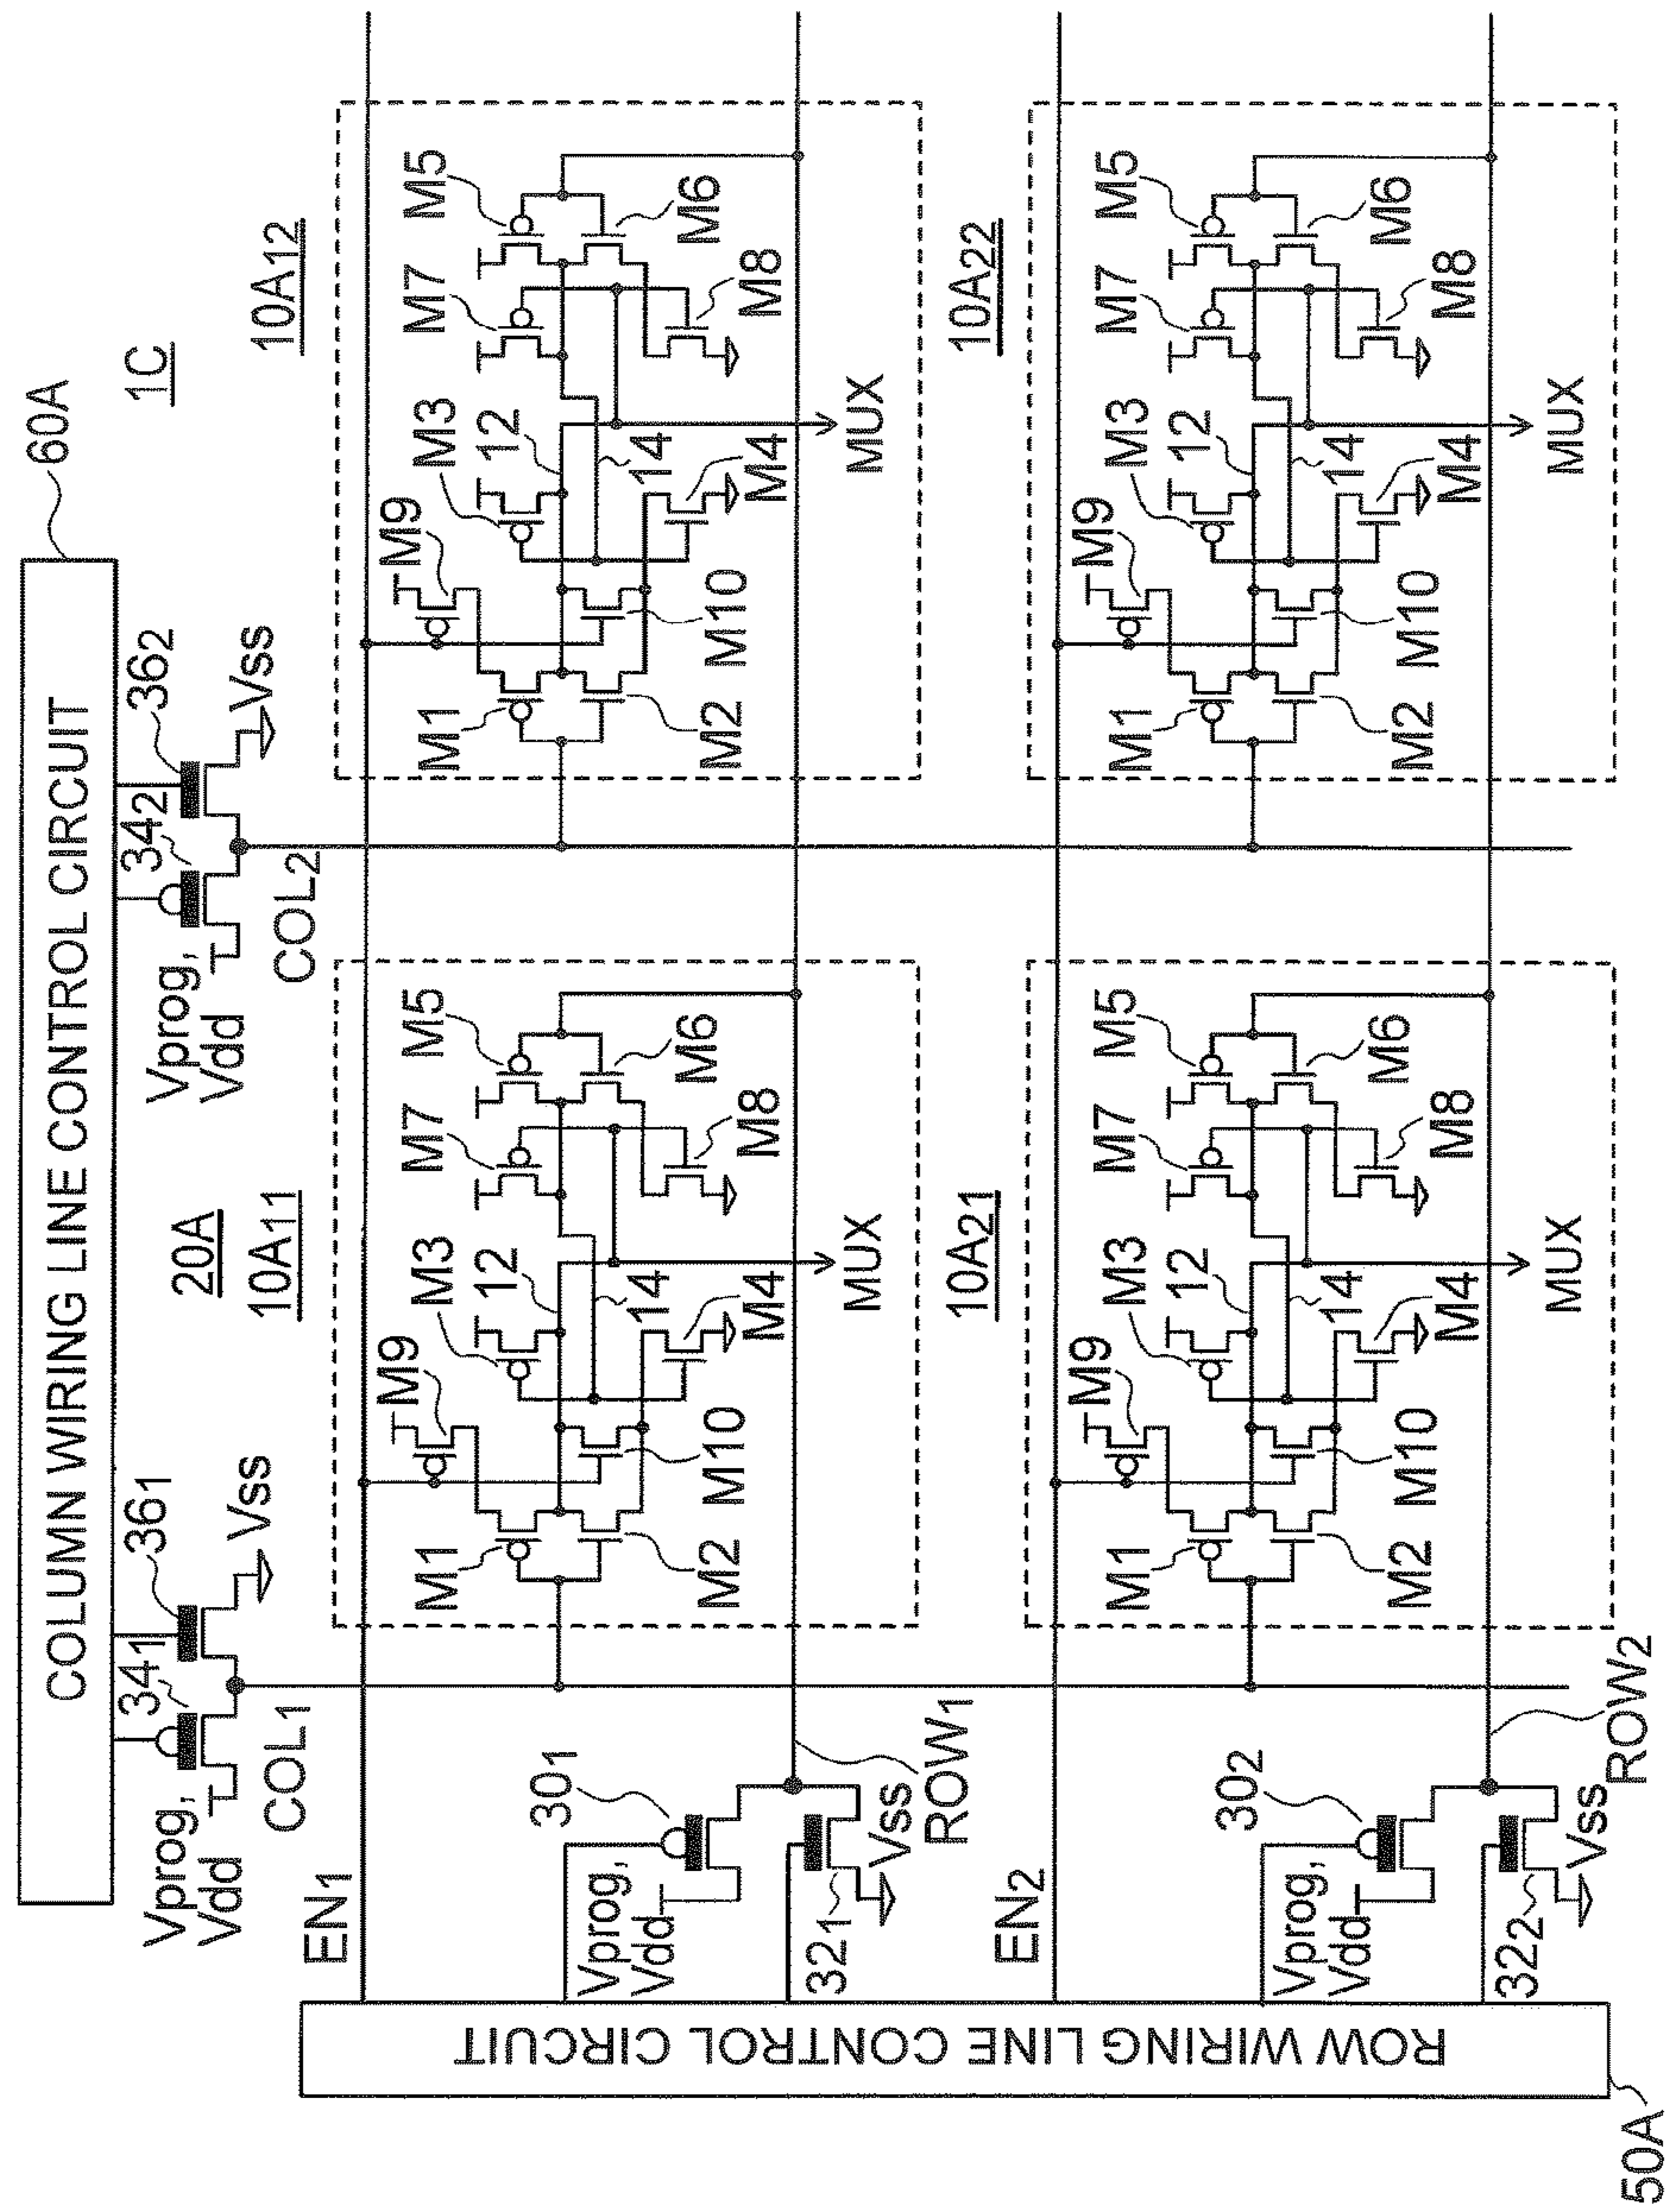 60A
COLUMN WIRING LINE CONTROL CIRCUIT
1C
20A
Vprog,
Vdd
34₁
36₁
Vss
COL₁
Vprog,
Vdd
34₂
36₂
Vss
COL₂
50A
ROW WIRING LINE CONTROL CIRCUIT
EN₁
30₁
Vprog,
Vdd
32₁
Vss
ROW₁
EN₂
30₂
Vprog,
Vdd
32₂
Vss
ROW₂
10A₁₁
M9
M1
M3
12
M7
M5
M2
M10
14
M4
M8
M6
MUX
10A₁₂
M9
M1
M3
12
M7
M5
M2
M10
14
M4
M8
M6
MUX
10A₂₁
M9
M1
M3
12
M7
M5
M2
M10
14
M4
M8
M6
MUX
10A₂₂
M9
M1
M3
12
M7
M5
M2
M10
14
M4
M8
M6
MUX